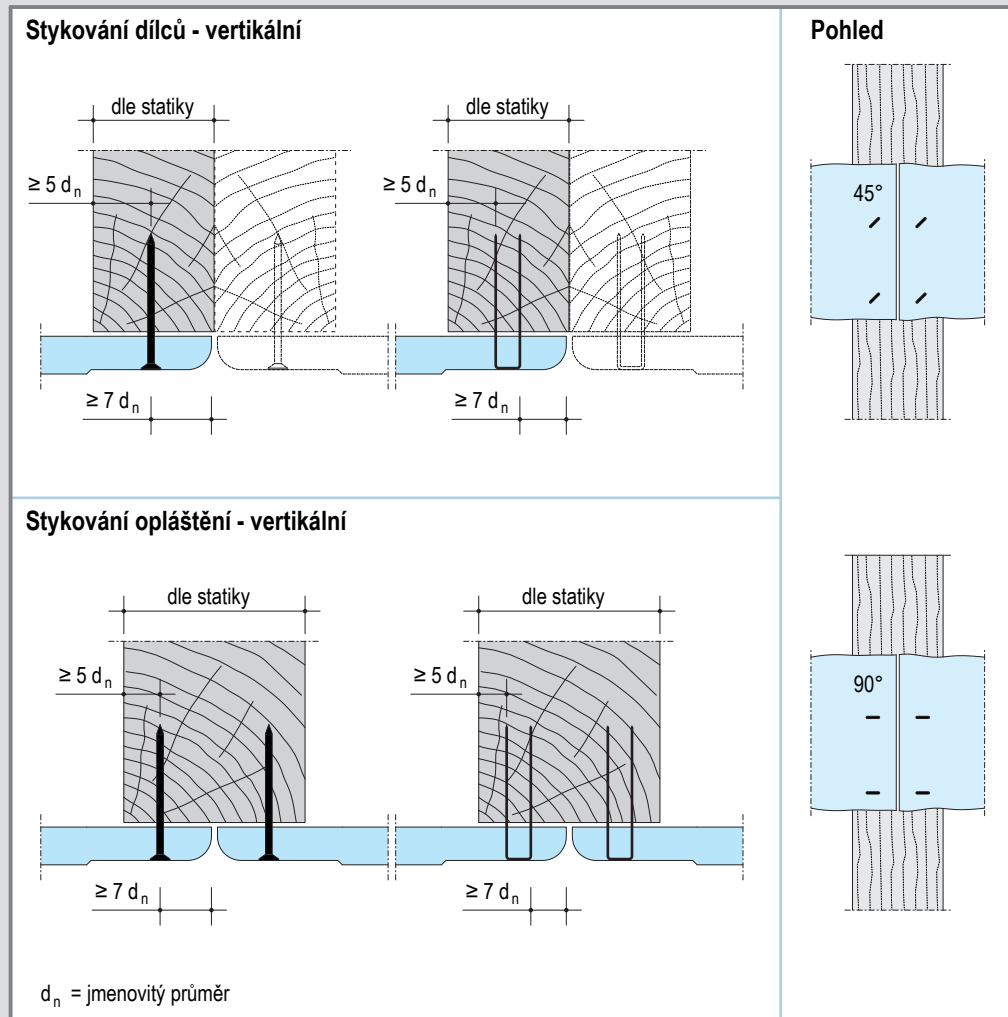 Stykování dílců - vertikální
dle statiky
dle statiky
≥ 5 dn
≥ 5 dn
≥ 7 dn
≥ 7 dn
Stykování opláštění - vertikální
dle statiky
dle statiky
≥ 5 dn
≥ 5 dn
≥ 7 dn
≥ 7 dn
dn = jmenovitý průměr
Pohled
45°
90°